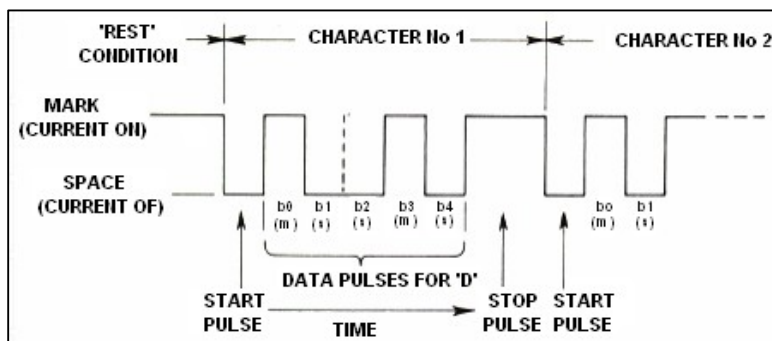 'REST'
CONDITION
CHARACTER No 1
CHARACTER No 2
MARK
(CURRENT ON)
SPACE
(CURRENT OF)
b0 b1 b2 b3 b4 bo b1
(m) (s) (s) (m) (s) (m) (s)
DATA PULSES FOR 'D'
START
PULSE
STOP
PULSE
START
PULSE
TIME